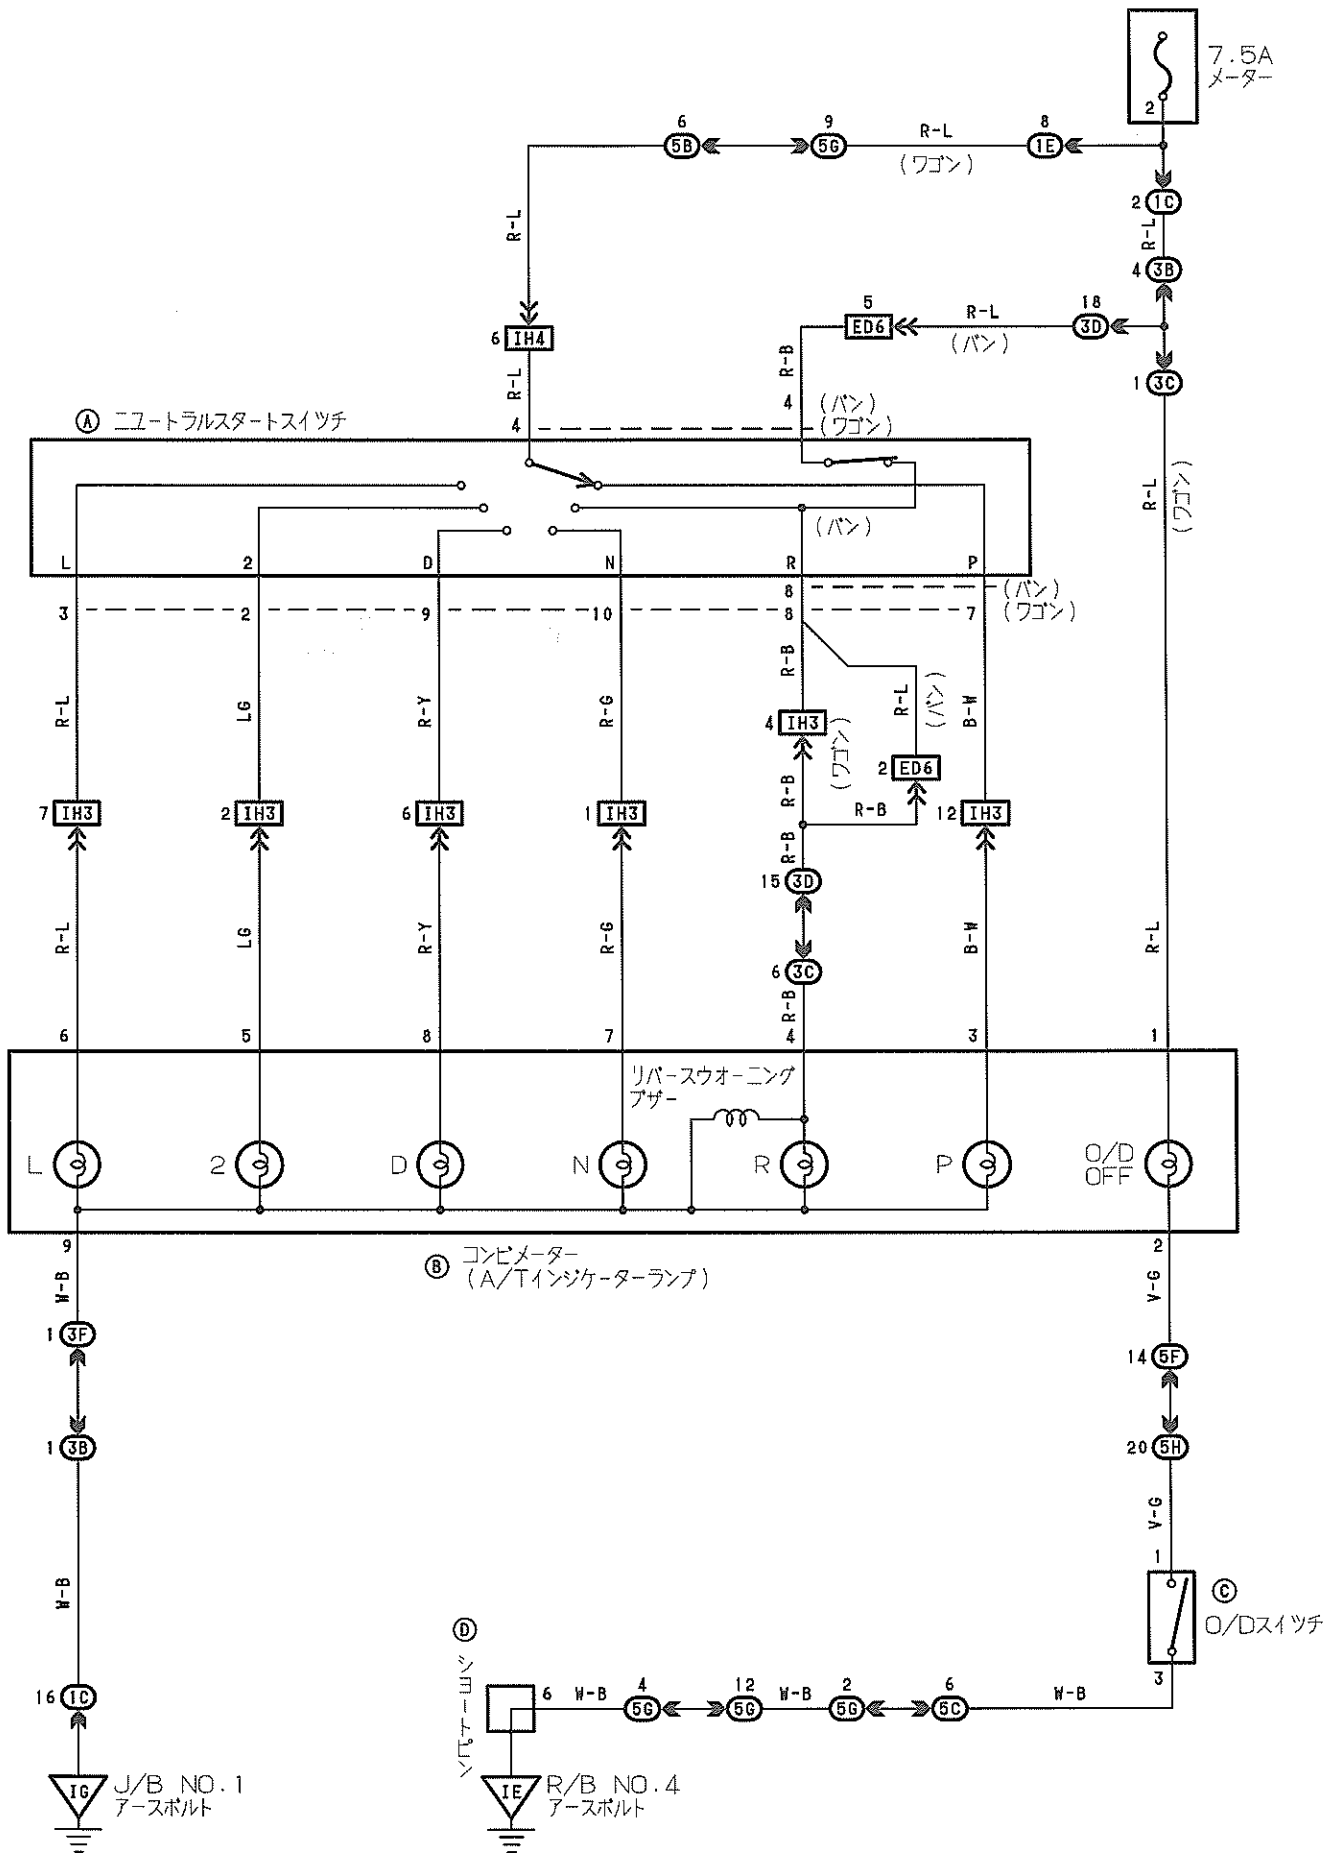 7.5A
メーター
2
6
5B
9
5G
R-L
(ワゴン)
8
1E
2
1C
R-L
R-L
4
3B
5
ED6
R-L
(バン)
18
3D
6
IH4
R-B
1
3C
R-L
4
(バン)
4
(ワゴン)
A ニユートラルスタートスイツチ
R-L
(ワゴン)
(バン)
L
2
D
N
R
P
8
(バン)
3
2
9
10
8
7
(ワゴン)
R-L
LG
R-Y
R-G
R-B
R-L
(バン)
B-W
4
IH3
(ワゴン)
2
ED6
R-B
R-B
7
IH3
2
IH3
6
IH3
1
IH3
12
IH3
R-B
15
3D
R-L
LG
R-Y
R-G
B-W
R-L
6
3C
R-B
6
5
8
7
4
3
1
リバースウオーニング
ブザー
L
2
D
N
R
P
O/D
OFF
9
B コンビメーター
(A/Tインジケーターランプ)
2
W-B
V-G
1
3F
14
5F
1
3B
20
5H
V-G
W-B
1
C
O/Dスイツチ
3
D
シヨートピン
6
W-B
4
5G
12
5G
W-B
2
5G
6
5C
W-B
16
1C
IG
J/B NO.1
アースボルト
IE
R/B NO.4
アースボルト